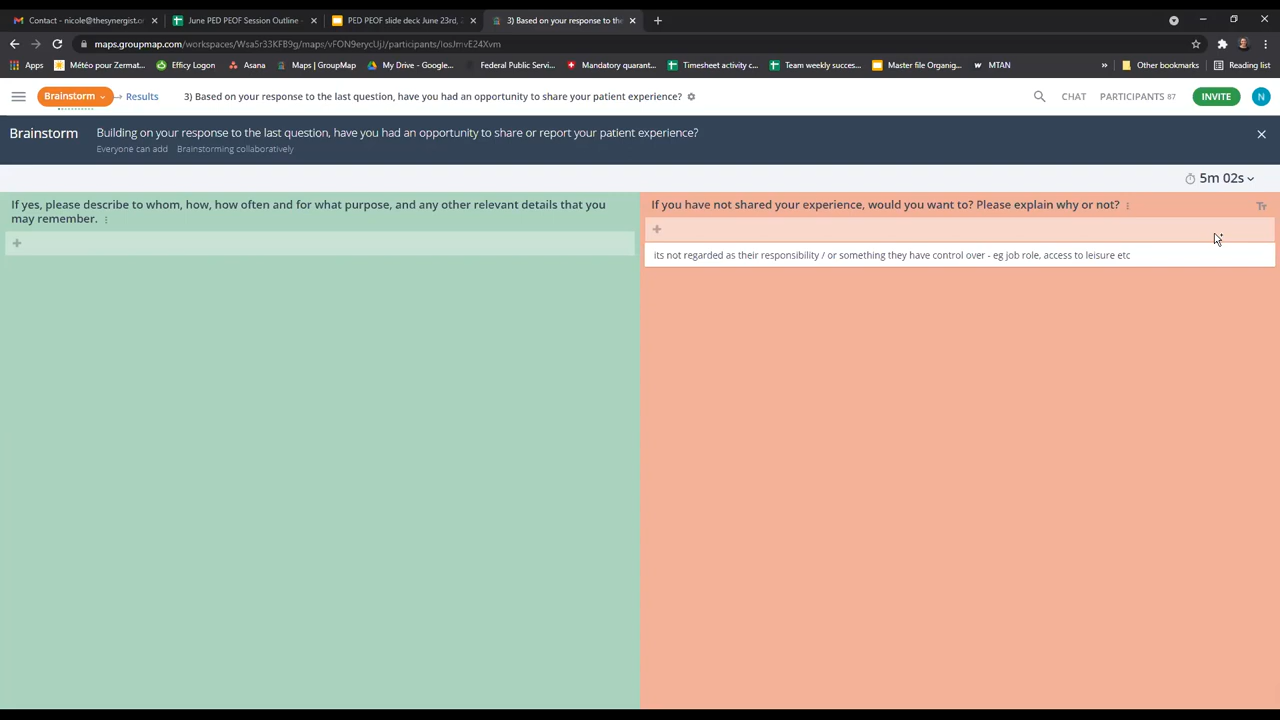 Contact - nicole@thesynergist.o
June PED PEOF Session Outline
PED PEOF slide deck June 23rd,
3) Based on your response to the
maps.groupmap.com/workspaces/Wsa5r33KFB9g/maps/vFON9erycUjJ/participants/losJmvE24Xvm
Apps
Météo pour Zermat...
Efficy Logon
Asana
Maps | GroupMap
My Drive - Google...
Federal Public Servi...
Mandatory quarant...
Timesheet activity c...
Team weekly succes...
Master file Organig...
MTAN
»
Other bookmarks
Reading list
Brainstorm
Results
3) Based on your response to the last question, have you had an opportunity to share your patient experience?
CHAT
PARTICIPANTS 87
INVITE
N
Brainstorm
Building on your response to the last question, have you had an opportunity to share or report your patient experience?
Everyone can add Brainstorming collaboratively
5m 02s
If yes, please describe to whom, how, how often and for what purpose, and any other relevant details that you
may remember.
+
If you have not shared your experience, would you want to? Please explain why or not?
Tт
+
its not regarded as their responsibility / or something they have control over - eg job role, access to leisure etc